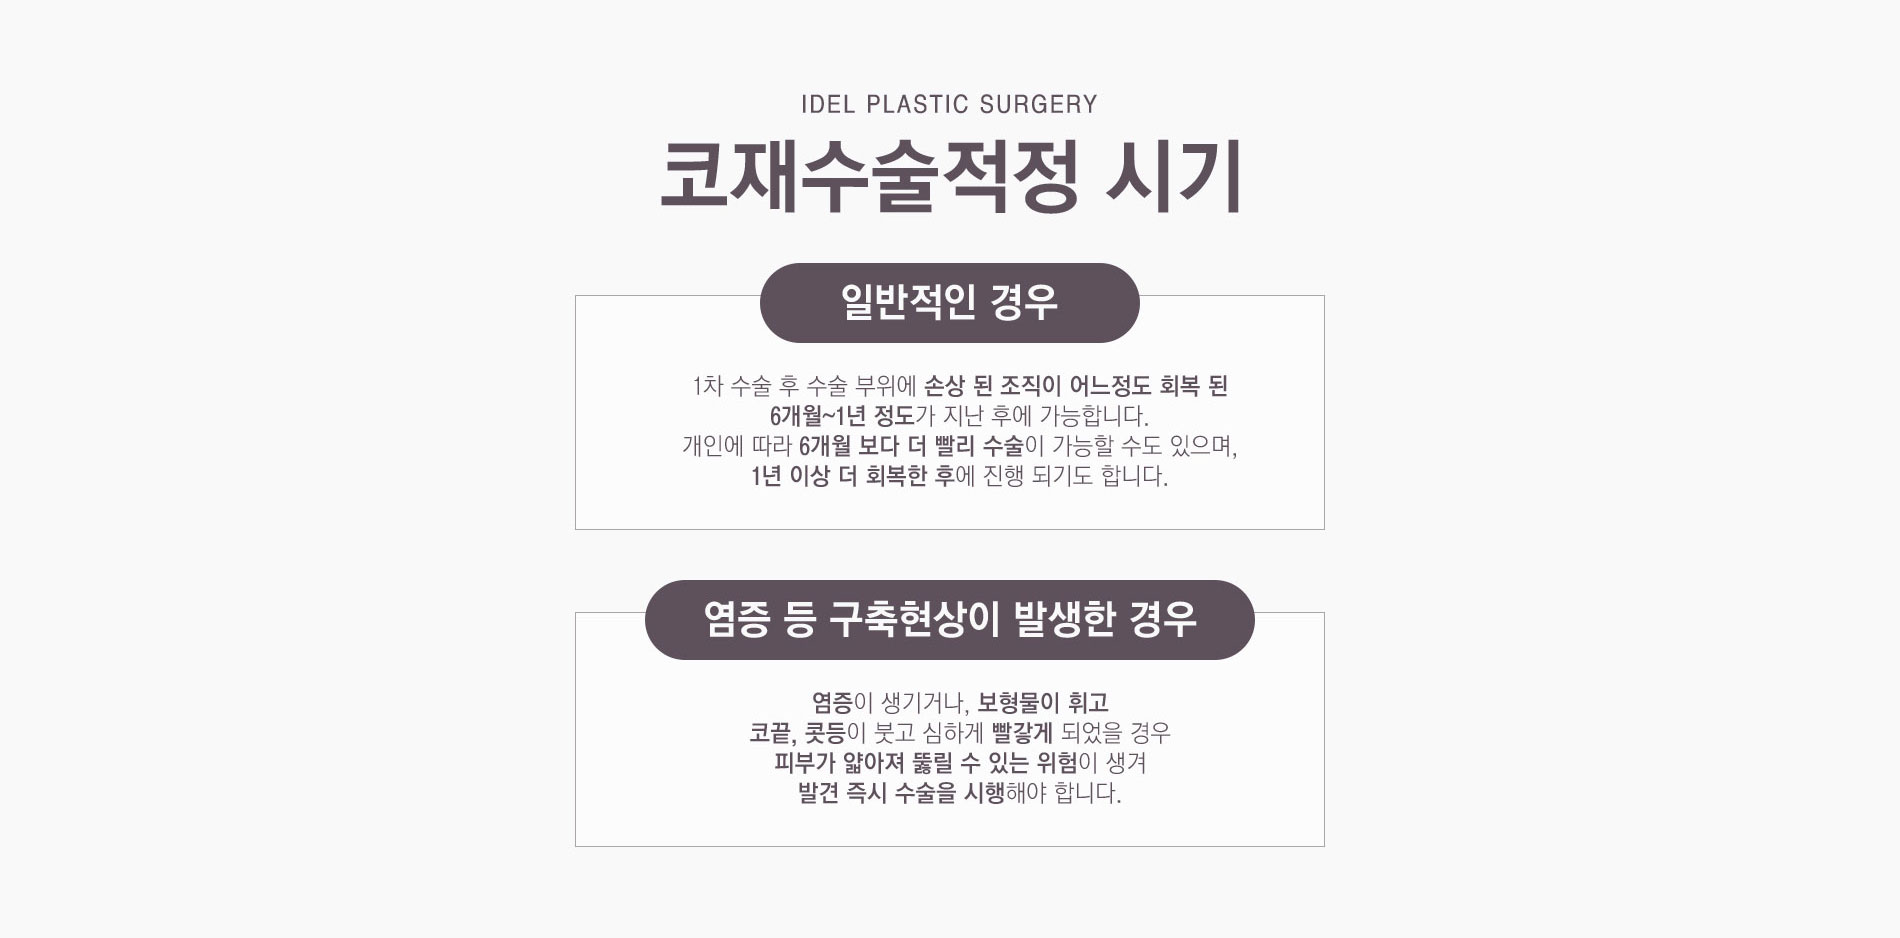 IDEL PLASTIC SURGERY
코재수술적정 시기
일반적인 경우
1차 수술 후 수술 부위에 손상 된 조직이 어느정도 회복 된
6개월~1년 정도가 지난 후에 가능합니다.
개인에 따라 6개월 보다 더 빨리 수술이 가능할 수도 있으며,
1년 이상 더 회복한 후에 진행 되기도 합니다.
염증 등 구축현상이 발생한 경우
염증이 생기거나, 보형물이 휘고
코끝, 콧등이 붓고 심하게 빨갛게 되었을 경우
피부가 얇아져 뚫릴 수 있는 위험이 생겨
발견 즉시 수술을 시행해야 합니다.